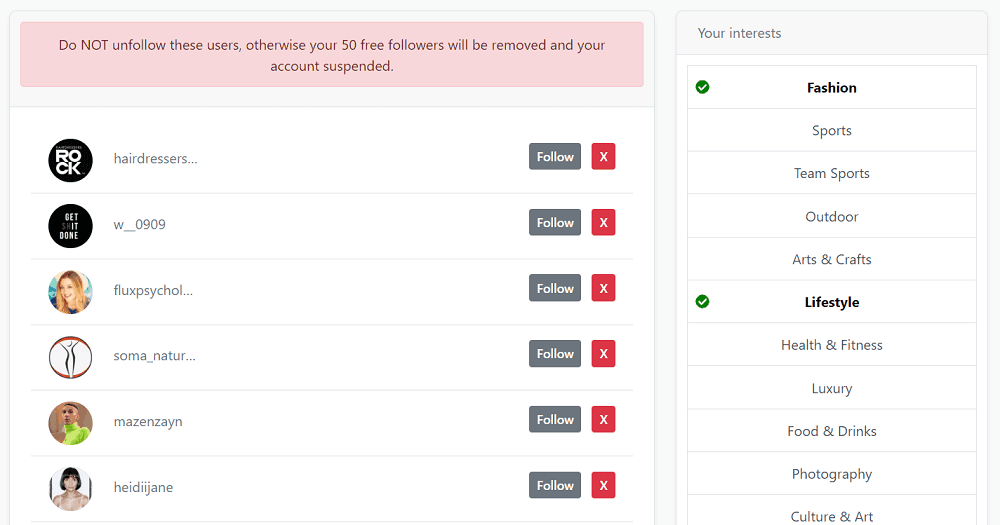 Do NOT unfollow these users, otherwise your 50 free followers will be removed and your
account suspended.
HAIRDRESSERS
ROCK
hairdressers...
Follow
X
GET
SHIT
DONE
w__0909
Follow
X
fluxpsychol...
Follow
X
soma_natur...
Follow
X
mazenzayn
Follow
X
heidiijane
Follow
X
Your interests
Fashion
Sports
Team Sports
Outdoor
Arts & Crafts
Lifestyle
Health & Fitness
Luxury
Food & Drinks
Photography
Culture & Art